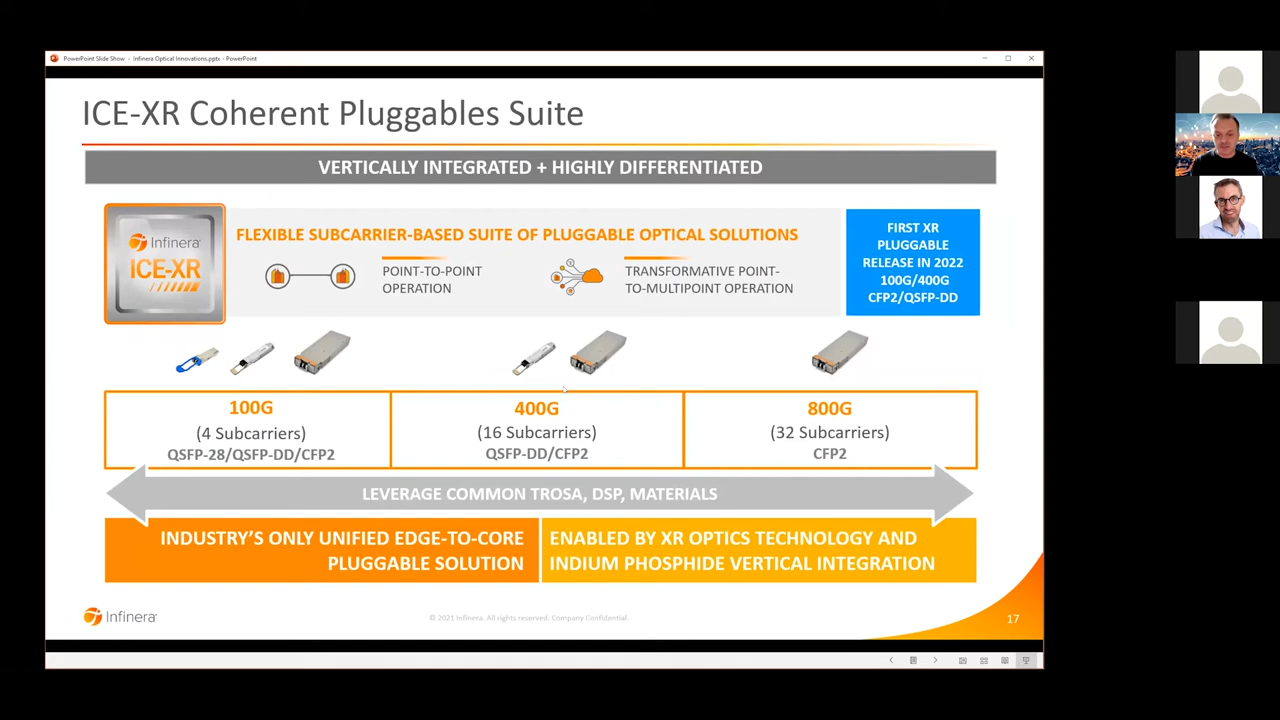 PowerPoint Slide Show - Infinera Optical Innovations.pptx - PowerPoint
ICE-XR Coherent Pluggables Suite
VERTICALLY INTEGRATED + HIGHLY DIFFERENTIATED
Infinera
ICE-XR
FLEXIBLE SUBCARRIER-BASED SUITE OF PLUGGABLE OPTICAL SOLUTIONS
POINT-TO-POINT
OPERATION
TRANSFORMATIVE POINT-
TO-MULTIPOINT OPERATION
FIRST XR
PLUGGABLE
RELEASE IN 2022
100G/400G
CFP2/QSFP-DD
100G
(4 Subcarriers)
QSFP-28/QSFP-DD/CFP2
400G
(16 Subcarriers)
QSFP-DD/CFP2
800G
(32 Subcarriers)
CFP2
LEVERAGE COMMON TROSA, DSP, MATERIALS
INDUSTRY'S ONLY UNIFIED EDGE-TO-CORE
PLUGGABLE SOLUTION
ENABLED BY XR OPTICS TECHNOLOGY AND
INDIUM PHOSPHIDE VERTICAL INTEGRATION
Infinera
© 2021 Infinera. All rights reserved. Company Confidential.
17